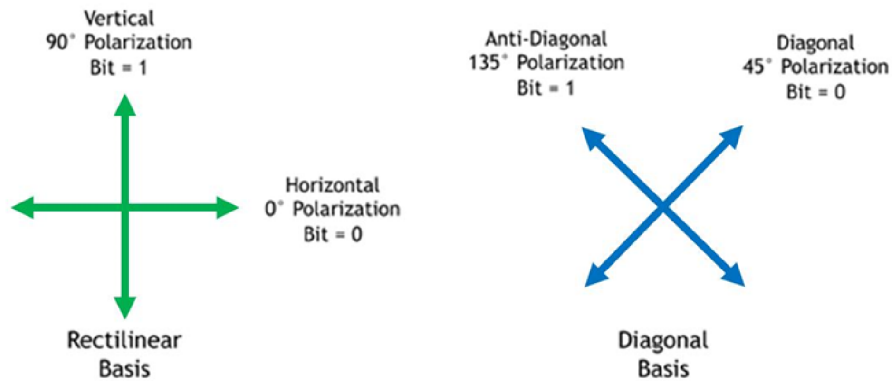 Vertical
90° Polarization
Bit = 1
Horizontal
0° Polarization
Bit = 0
Rectilinear
Basis
Anti-Diagonal
135° Polarization
Bit = 1
Diagonal
45° Polarization
Bit = 0
Diagonal
Basis